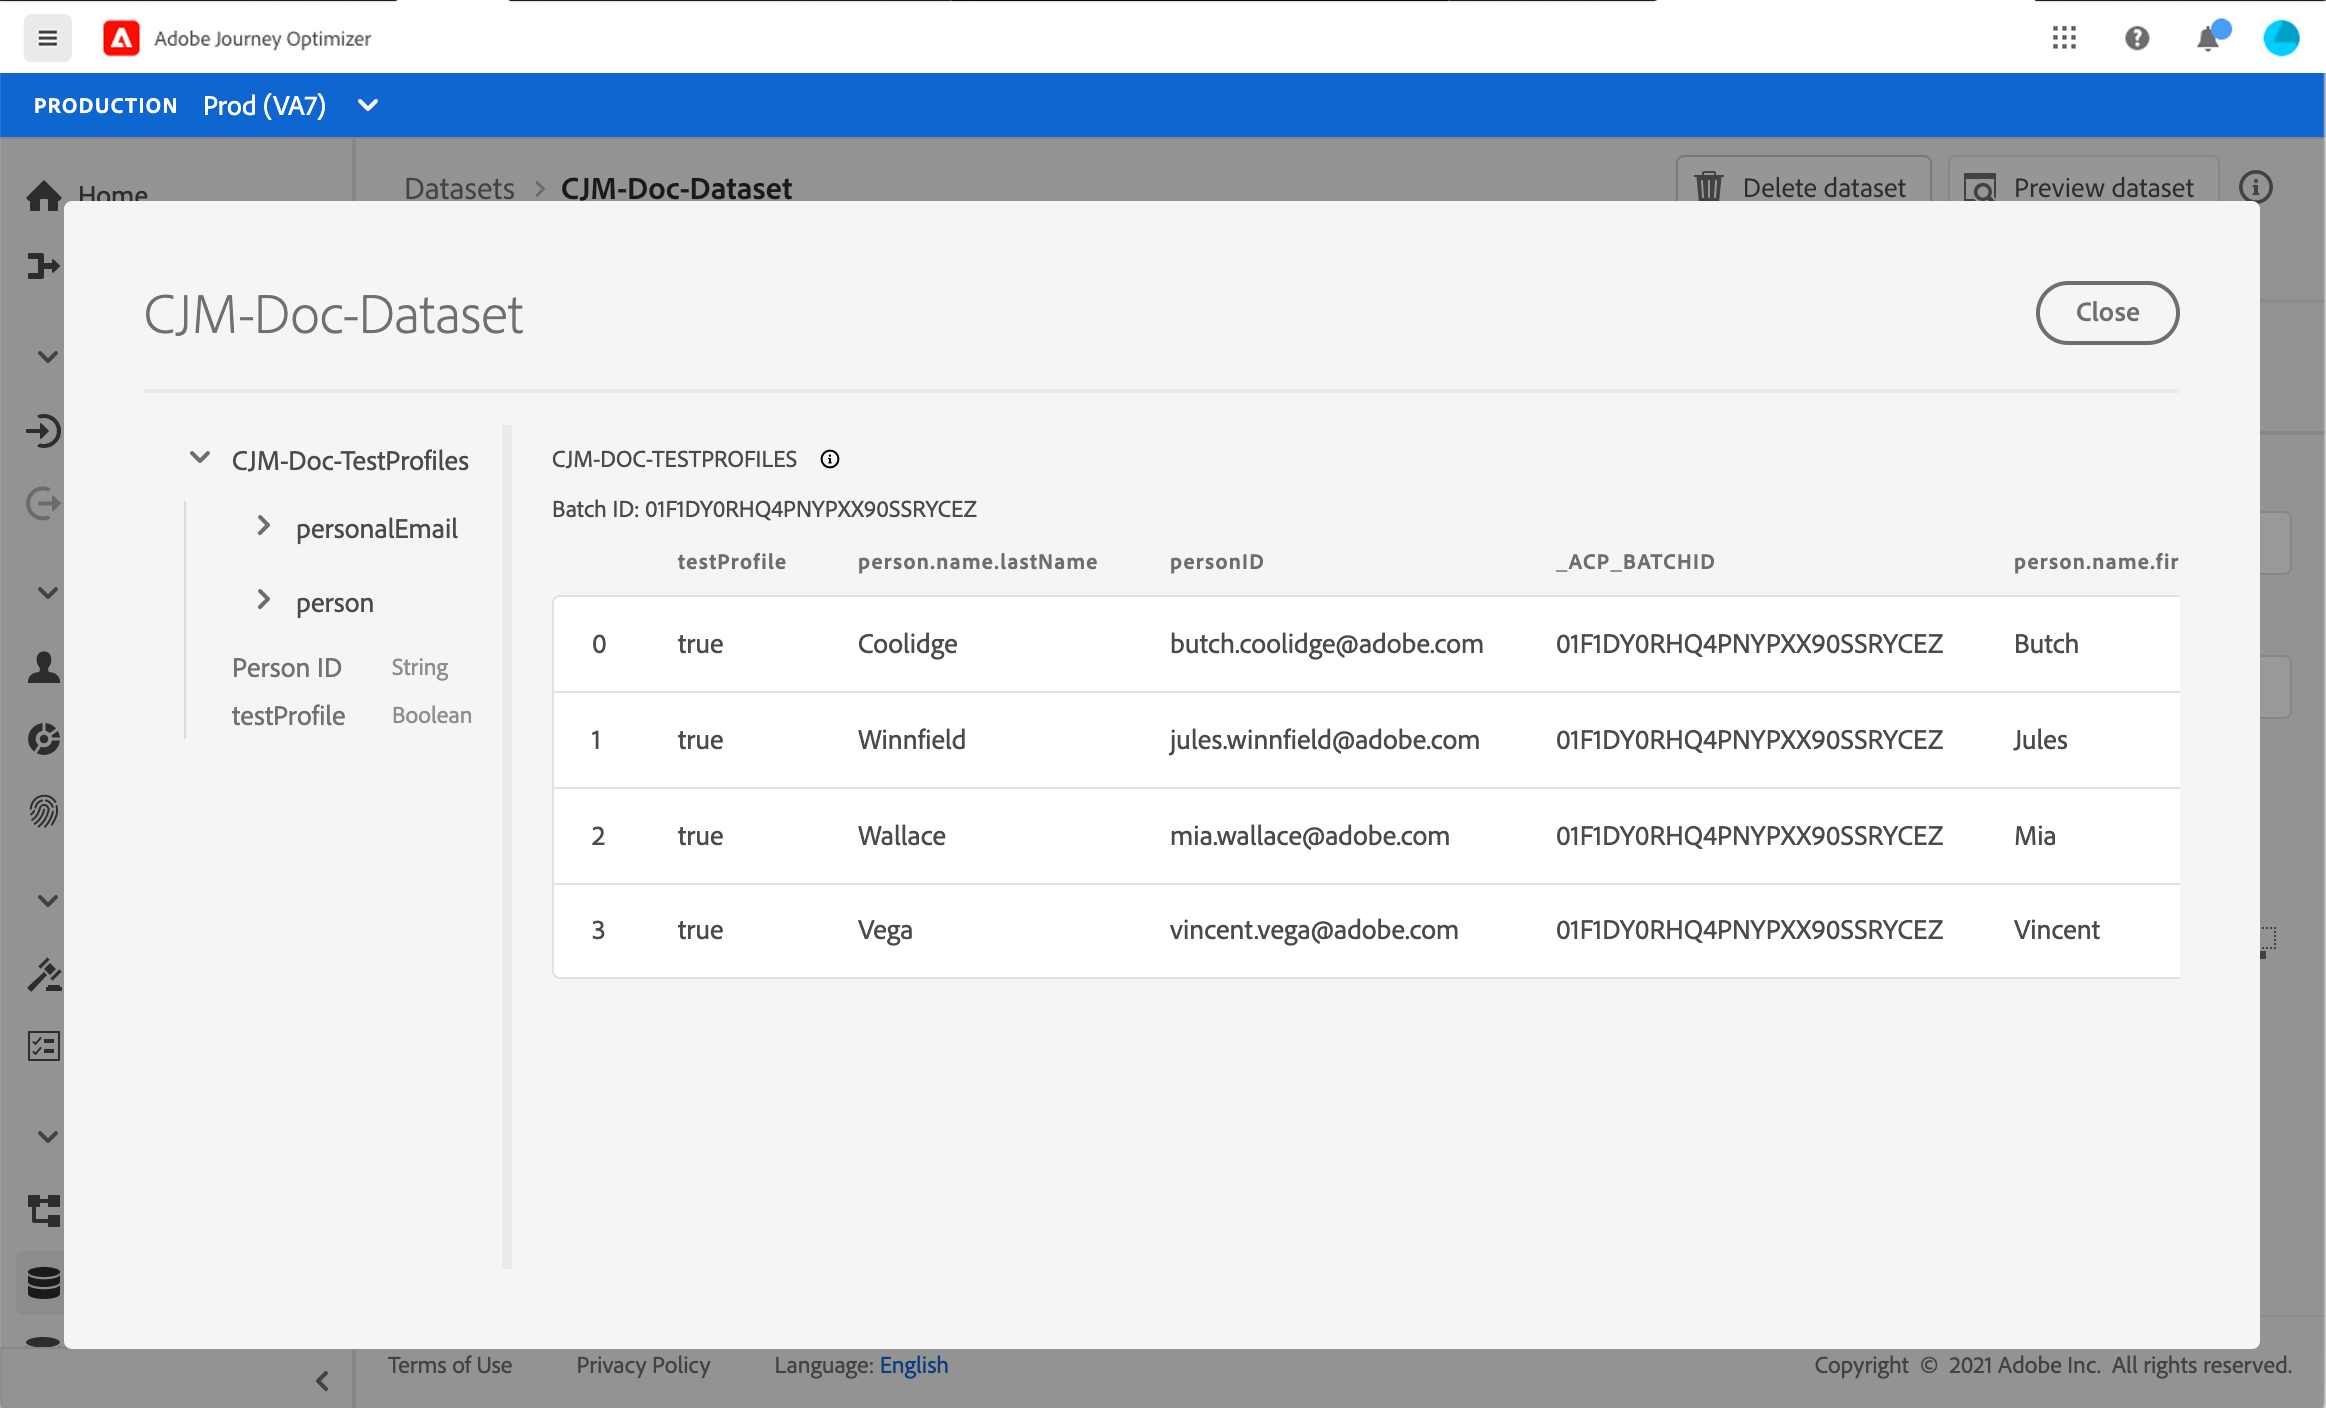 Adobe Journey Optimizer
PRODUCTION Prod (VA7)
Home
Datasets > CJM-Doc-Dataset
Delete dataset
Preview dataset
CJM-Doc-Dataset
Close
CJM-Doc-TestProfiles
personalEmail
person
Person ID String
testProfile Boolean
CJM-DOC-TESTPROFILES
Batch ID: 01F1DY0RHQ4PNYPXX90SSRYCEZ
testProfile person.name.lastName personID _ACP_BATCHID person.name.fir
0 true Coolidge butch.coolidge@adobe.com 01F1DY0RHQ4PNYPXX90SSRYCEZ Butch
1 true Winnfield jules.winnfield@adobe.com 01F1DY0RHQ4PNYPXX90SSRYCEZ Jules
2 true Wallace mia.wallace@adobe.com 01F1DY0RHQ4PNYPXX90SSRYCEZ Mia
3 true Vega vincent.vega@adobe.com 01F1DY0RHQ4PNYPXX90SSRYCEZ Vincent
Terms of Use Privacy Policy Language: English Copyright © 2021 Adobe Inc. All rights reserved.